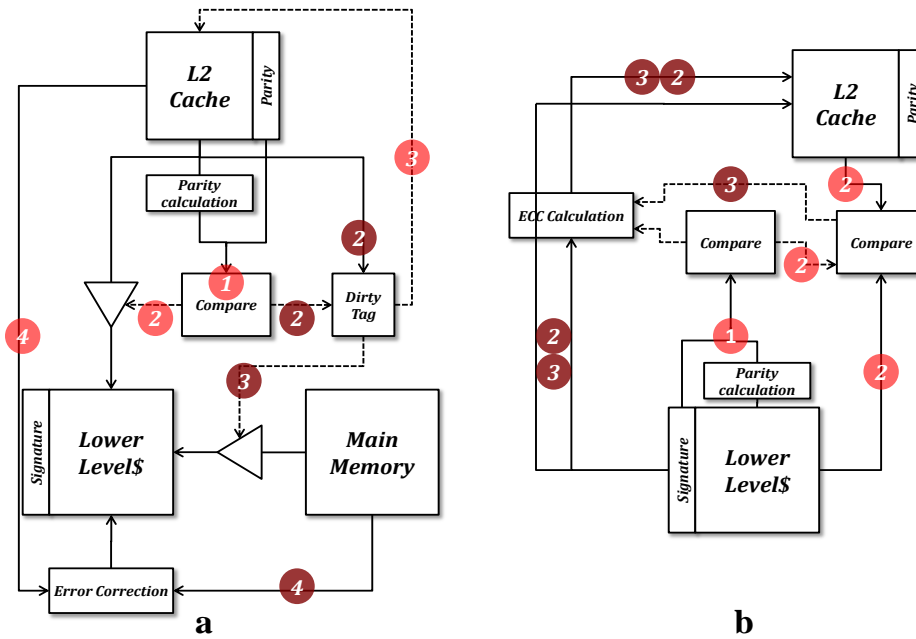 L2
Cache
Parity
3
4
Parity
calculation
2
1
2
Compare
2
Dirty
Tag
3
Signature
Lower
Level$
Main
Memory
Error Correction
4
a
3 2
L2
Cache
Parity
2
3
ECC Calculation
Compare
2
Compare
2
3
1
Parity
calculation
2
Signature
Lower
Level$
b